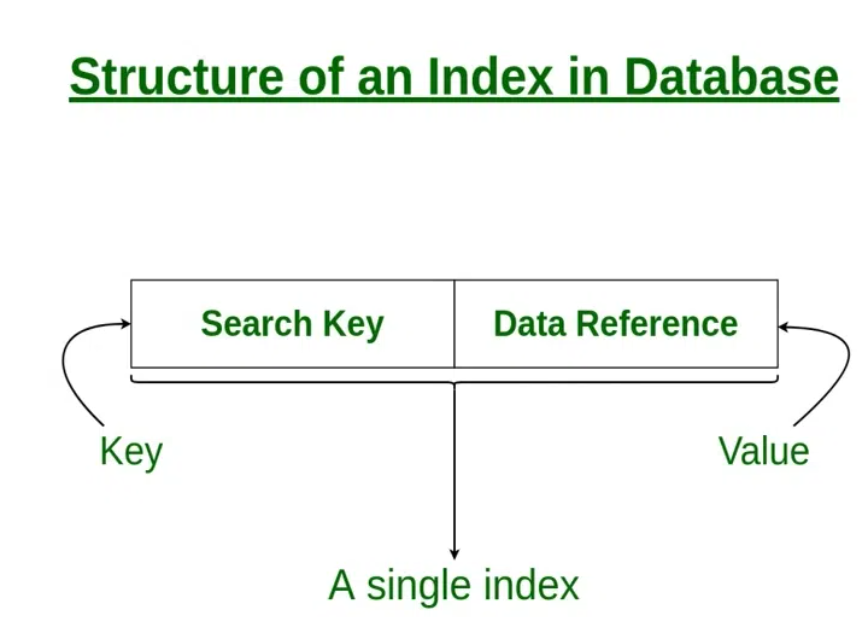 Structure of an Index in Database
Search Key
Data Reference
Key
Value
A single index